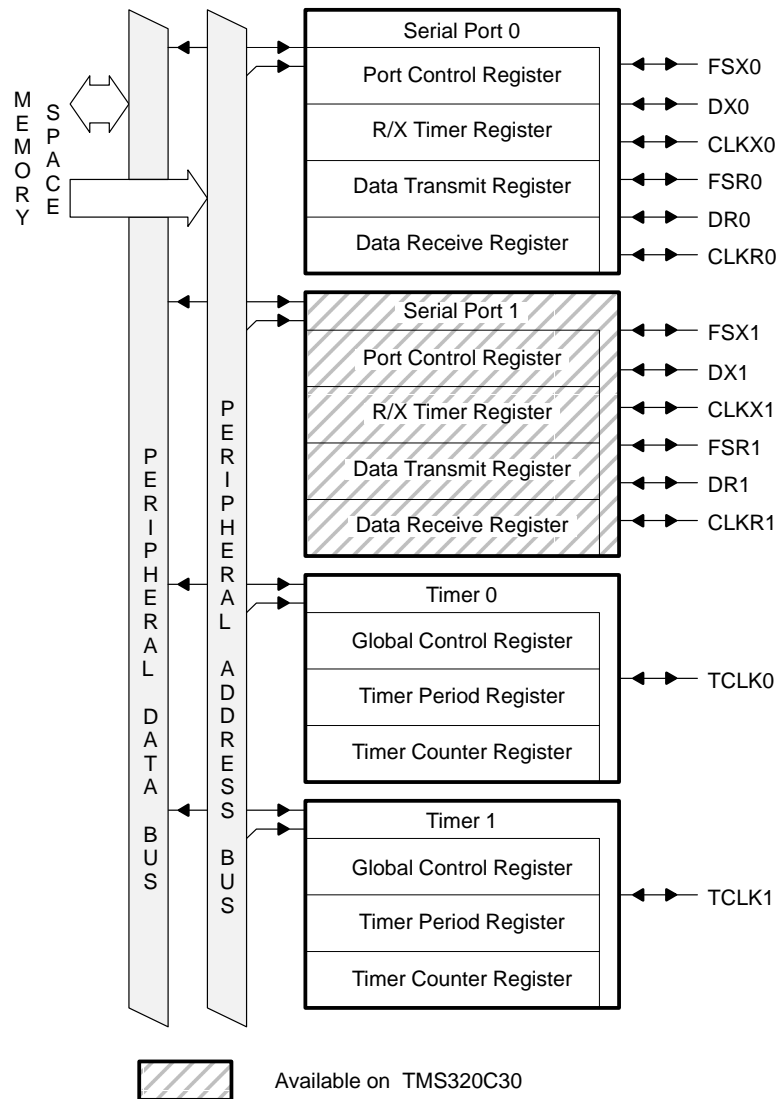 MEMORY
SPACE
PERIPHERAL DATA BUS
PERIPHERAL ADDRESS BUS
Serial Port 0
Port Control Register
R/X Timer Register
Data Transmit Register
Data Receive Register
FSX0
DX0
CLKX0
FSR0
DR0
CLKR0
Serial Port 1
Port Control Register
R/X Timer Register
Data Transmit Register
Data Receive Register
FSX1
DX1
CLKX1
FSR1
DR1
CLKR1
Timer 0
Global Control Register
Timer Period Register
Timer Counter Register
TCLK0
Timer 1
Global Control Register
Timer Period Register
Timer Counter Register
TCLK1
Available on TMS320C30